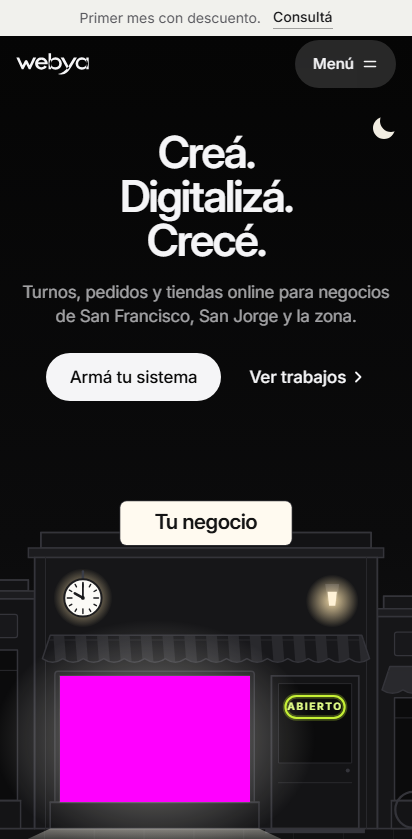 Primer mes con descuento. Consultá
webya
Menú
Creá.
Digitalizá.
Crecé.
Turnos, pedidos y tiendas online para negocios
de San Francisco, San Jorge y la zona.
Armá tu sistema
Ver trabajos
Tu negocio
ABIERTO